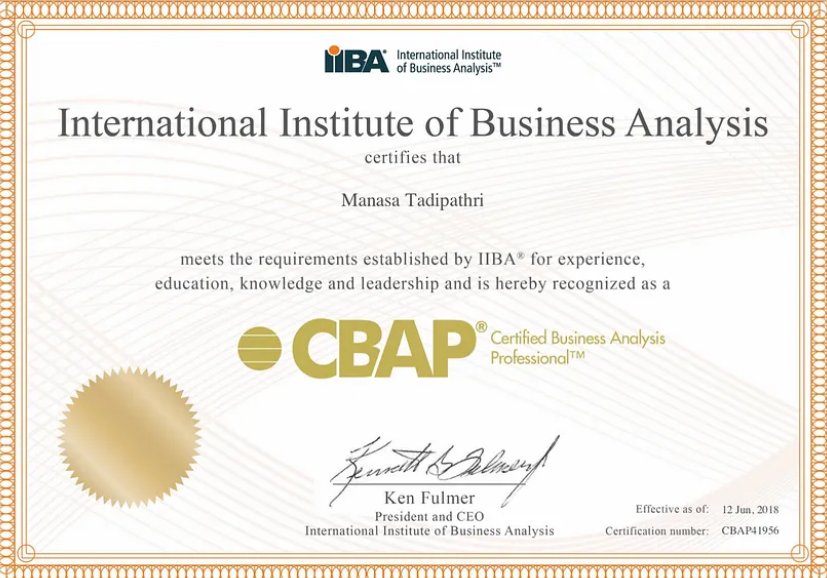 iiBA® International Institute
of Business Analysis™
International Institute of Business Analysis
certifies that
Manasa Tadipathri
meets the requirements established by IIBA® for experience,
education, knowledge and leadership and is hereby recognized as a
CBAP® Certified Business Analysis
Professional™
Kenneth G Fulmer
Ken Fulmer
President and CEO
International Institute of Business Analysis
Effective as of: 12 Jun, 2018
Certification number: CBAP41956